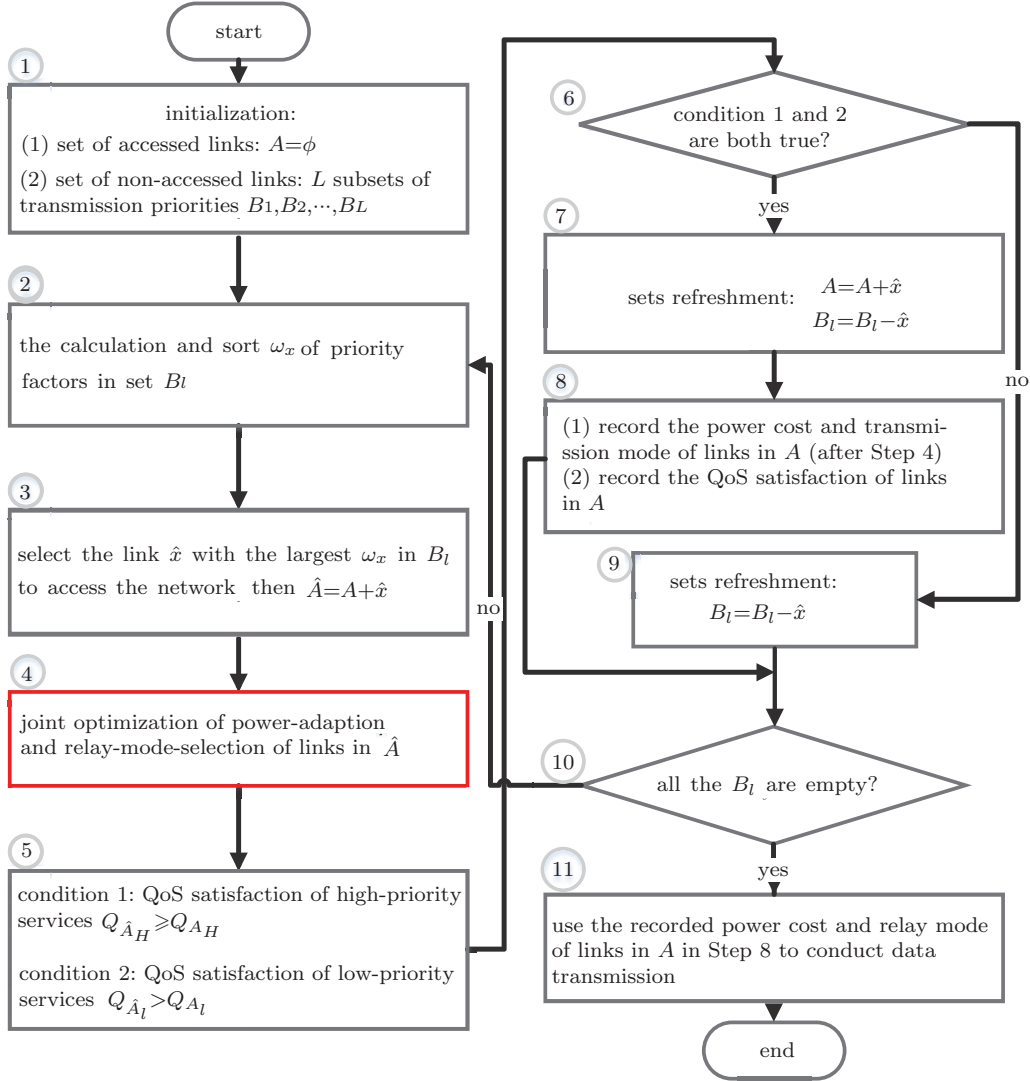 start
1
initialization:
(1) set of accessed links: A=ϕ
(2) set of non-accessed links: L subsets of
transmission priorities B1,B2,···,BL
2
the calculation and sort ωx of priority
factors in set Bl
3
select the link x̂ with the largest ωx in Bl
to access the network then Â=A+x̂
4
joint optimization of power-adaption
and relay-mode-selection of links in Â
5
condition 1: QoS satisfaction of high-priority
services QÂH⩾QAH
condition 2: QoS satisfaction of low-priority
services QÂl>QAl
6
condition 1 and 2
are both true?
yes
no
7
sets refreshment:
A=A+x̂
Bl=Bl−x̂
8
(1) record the power cost and transmis-
sion mode of links in A (after Step 4)
(2) record the QoS satisfaction of links
in A
9
sets refreshment:
Bl=Bl−x̂
10
all the Bl are empty?
no
yes
11
use the recorded power cost and relay mode
of links in A in Step 8 to conduct data
transmission
end